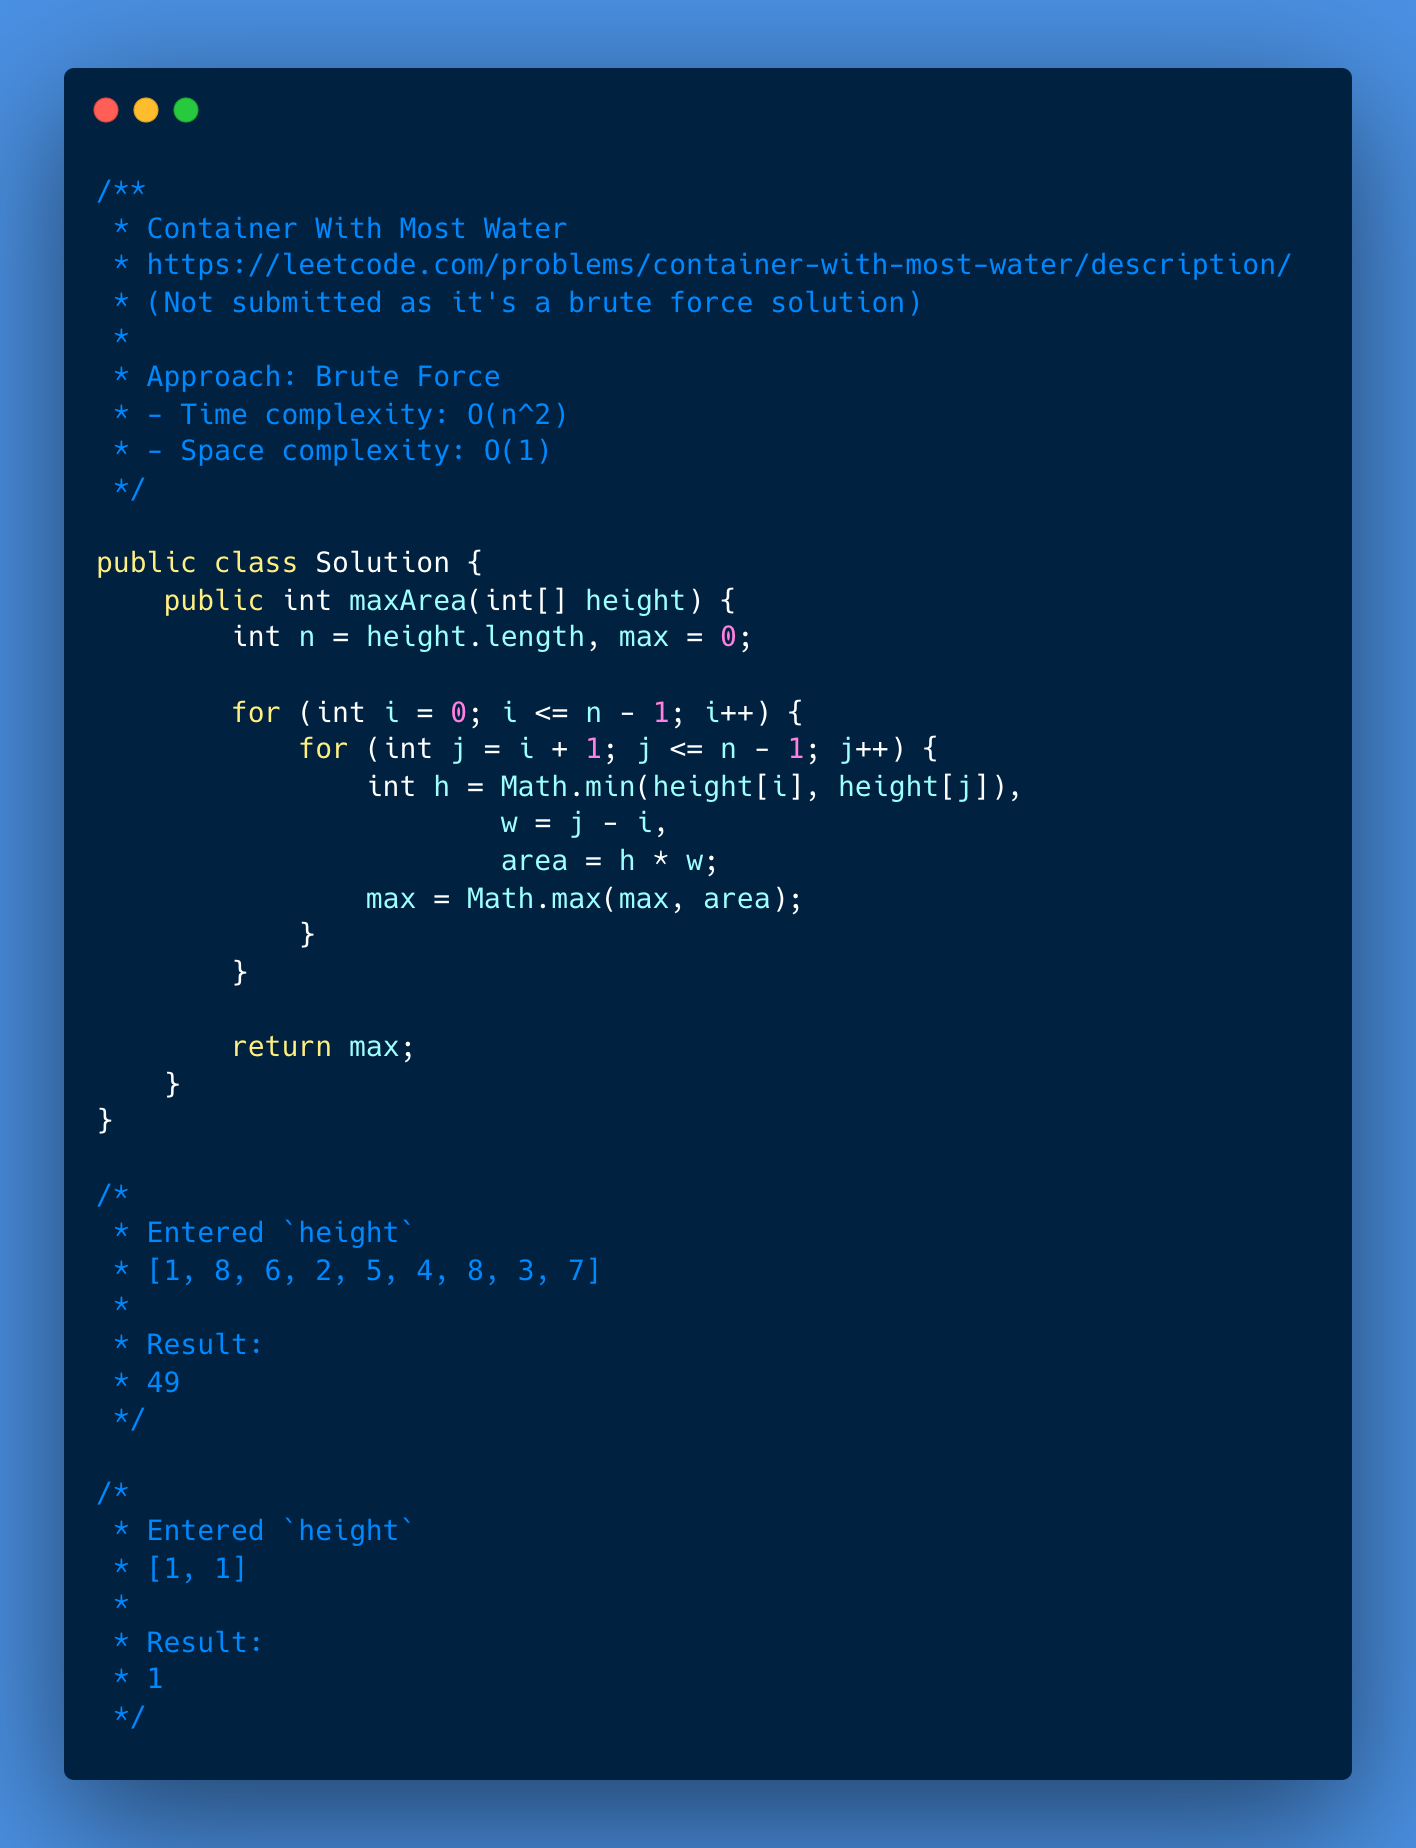 /**
 * Container With Most Water
 * https://leetcode.com/problems/container-with-most-water/description/
 * (Not submitted as it's a brute force solution)
 *
 * Approach: Brute Force
 * - Time complexity: O(n^2)
 * - Space complexity: O(1)
 */

public class Solution {
    public int maxArea(int[] height) {
        int n = height.length, max = 0;

        for (int i = 0; i <= n - 1; i++) {
            for (int j = i + 1; j <= n - 1; j++) {
                int h = Math.min(height[i], height[j]),
                        w = j - i,
                        area = h * w;
                max = Math.max(max, area);
            }
        }

        return max;
    }
}

/*
 * Entered `height`
 * [1, 8, 6, 2, 5, 4, 8, 3, 7]
 *
 * Result:
 * 49
 */

/*
 * Entered `height`
 * [1, 1]
 *
 * Result:
 * 1
 */